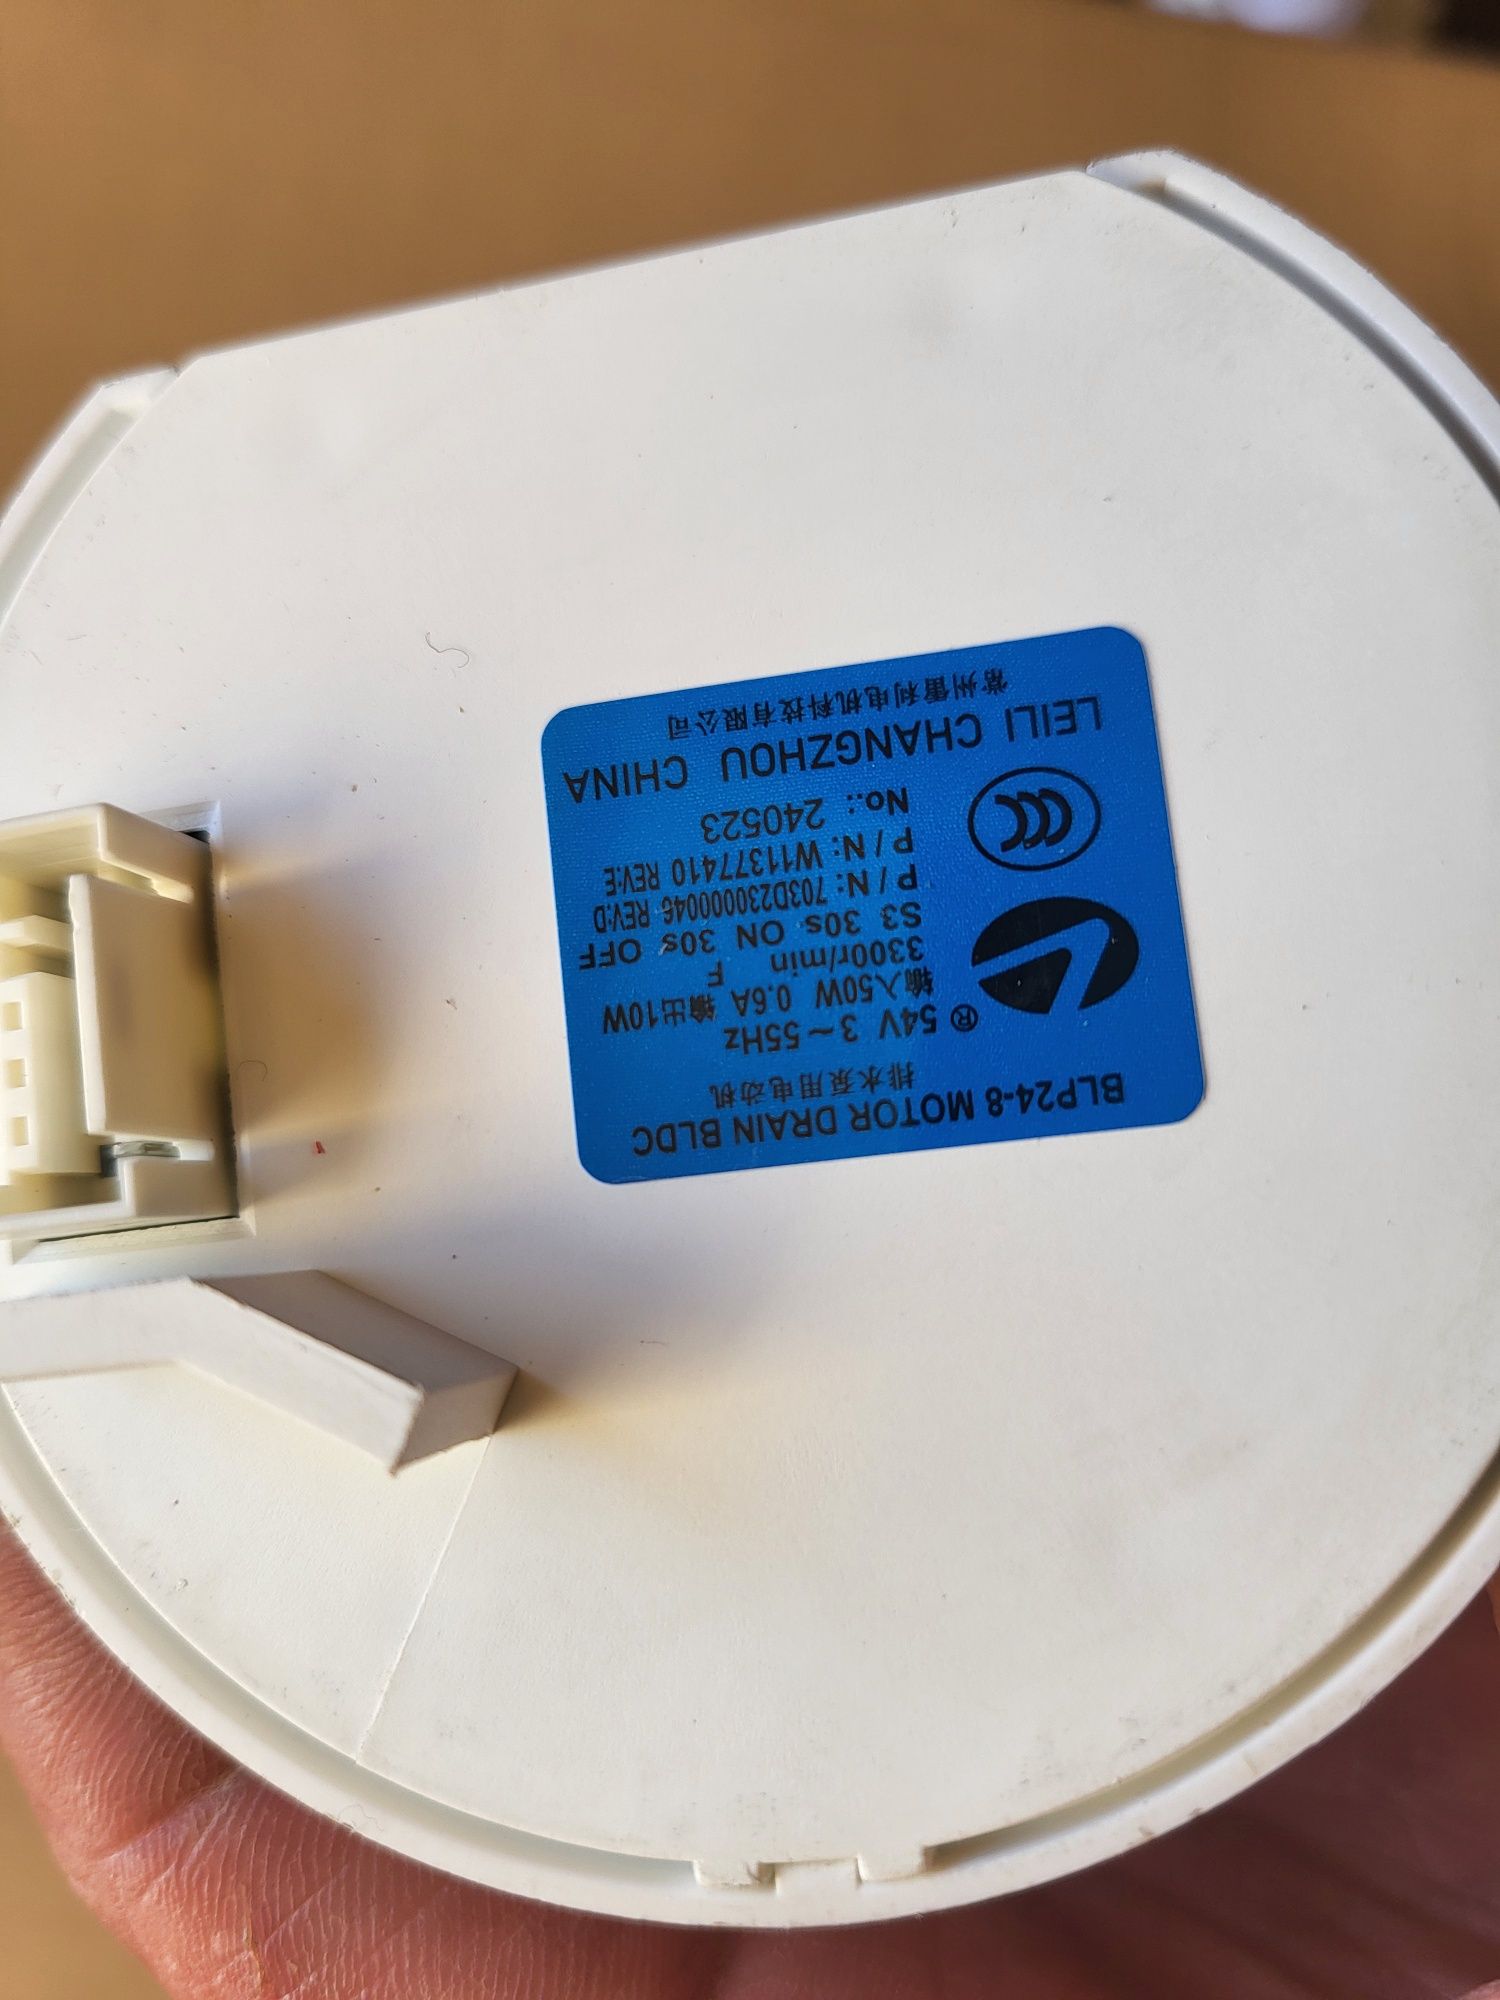 BLP24-8 MOTOR DRAIN BLDC
排水泵用电动机
® 54V 3~55Hz
输入50W 0.6A 输出10W
3300r/min F
S3 30s ON 30s OFF
P/N: 703D230000046 REV:D
P/N: W11377410 REV:E
No.: 240523
CCC
LEILI CHANGZHOU CHINA
常州雷利电机科技有限公司